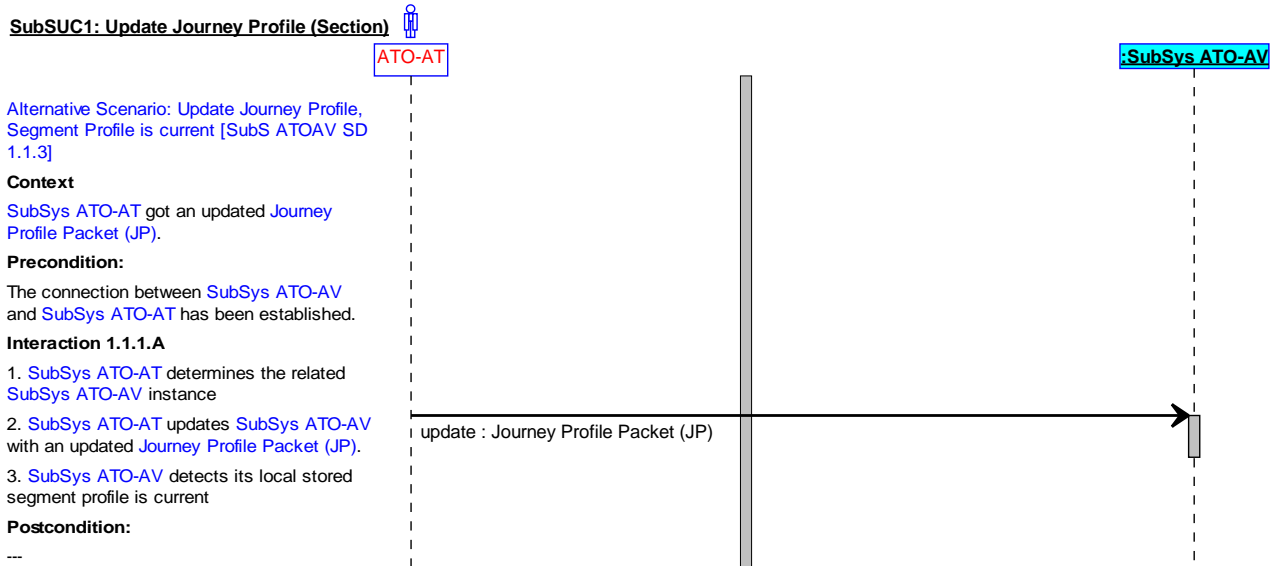 SubSUC1: Update Journey Profile (Section)
ATO-AT
:SubSys ATO-AV
Alternative Scenario: Update Journey Profile,
Segment Profile is current [SubS ATOAV SD
1.1.3]
Context
SubSys ATO-AT got an updated Journey
Profile Packet (JP).
Precondition:
The connection between SubSys ATO-AV
and SubSys ATO-AT has been established.
Interaction 1.1.1.A
1. SubSys ATO-AT determines the related
SubSys ATO-AV instance
2. SubSys ATO-AT updates SubSys ATO-AV
with an updated Journey Profile Packet (JP).
update : Journey Profile Packet (JP)
3. SubSys ATO-AV detects its local stored
segment profile is current
Postcondition:
---